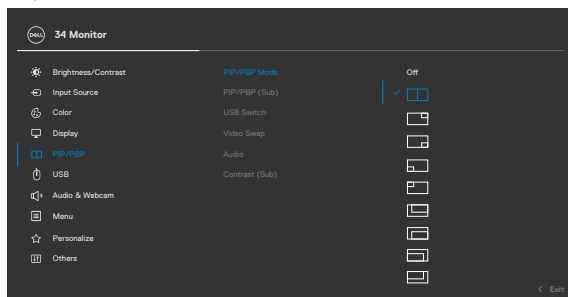 DELL 34 Monitor
Brightness/Contrast PIP/PBP Mode Off
Input Source PIP/PBP (Sub)
Color USB Switch
Display Video Swap
PIP/PBP Audio
USB Contrast (Sub)
Audio & Webcam
Menu
Personalize
Others
< Exit